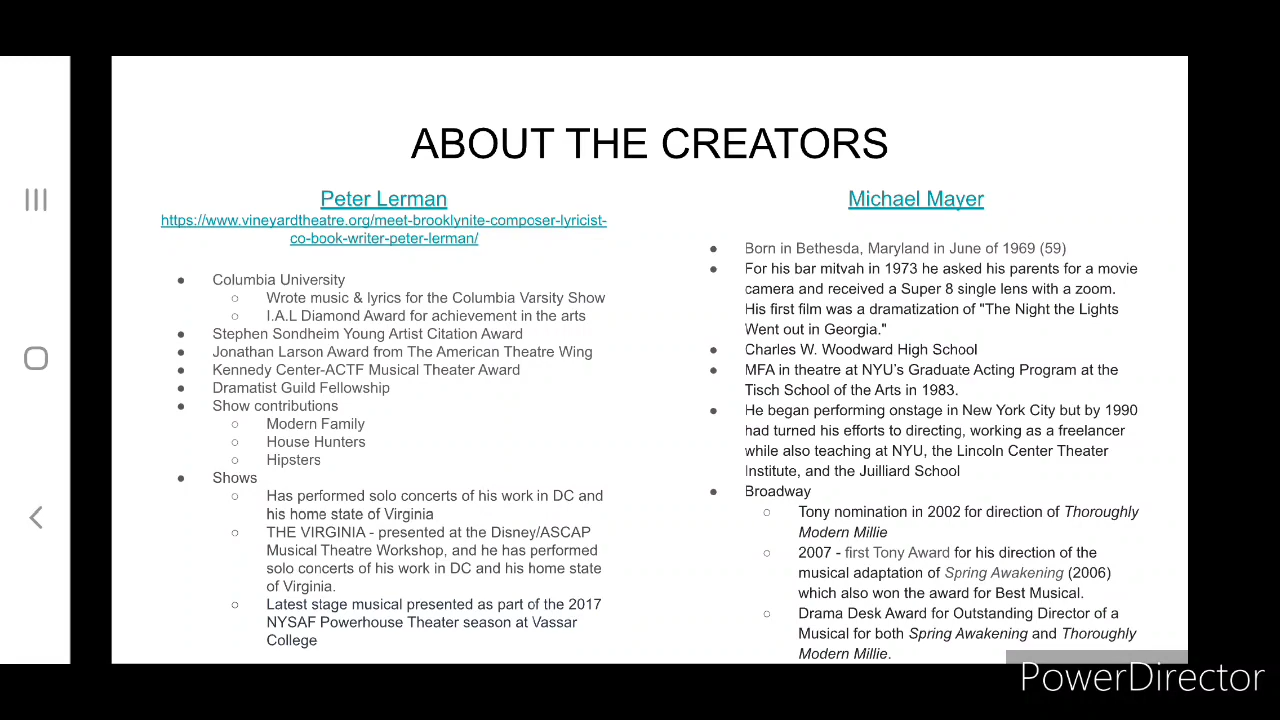 ABOUT THE CREATORS
Peter Lerman
https://www.vineyardtheatre.org/meet-brooklynite-composer-lyricist-
co-book-writer-peter-lerman/
● Columbia University
○ Wrote music & lyrics for the Columbia Varsity Show
○ I.A.L Diamond Award for achievement in the arts
● Stephen Sondheim Young Artist Citation Award
● Jonathan Larson Award from The American Theatre Wing
● Kennedy Center-ACTF Musical Theater Award
● Dramatist Guild Fellowship
● Show contributions
○ Modern Family
○ House Hunters
○ Hipsters
● Shows
○ Has performed solo concerts of his work in DC and
his home state of Virginia
○ THE VIRGINIA - presented at the Disney/ASCAP
Musical Theatre Workshop, and he has performed
solo concerts of his work in DC and his home state
of Virginia.
○ Latest stage musical presented as part of the 2017
NYSAF Powerhouse Theater season at Vassar
College
Michael Mayer
● Born in Bethesda, Maryland in June of 1969 (59)
● For his bar mitvah in 1973 he asked his parents for a movie
camera and received a Super 8 single lens with a zoom.
His first film was a dramatization of "The Night the Lights
Went out in Georgia."
● Charles W. Woodward High School
● MFA in theatre at NYU's Graduate Acting Program at the
Tisch School of the Arts in 1983.
● He began performing onstage in New York City but by 1990
had turned his efforts to directing, working as a freelancer
while also teaching at NYU, the Lincoln Center Theater
Institute, and the Juilliard School
● Broadway
○ Tony nomination in 2002 for direction of Thoroughly
Modern Millie
○ 2007 - first Tony Award for his direction of the
musical adaptation of Spring Awakening (2006)
which also won the award for Best Musical.
○ Drama Desk Award for Outstanding Director of a
Musical for both Spring Awakening and Thoroughly
Modern Millie.
PowerDirector